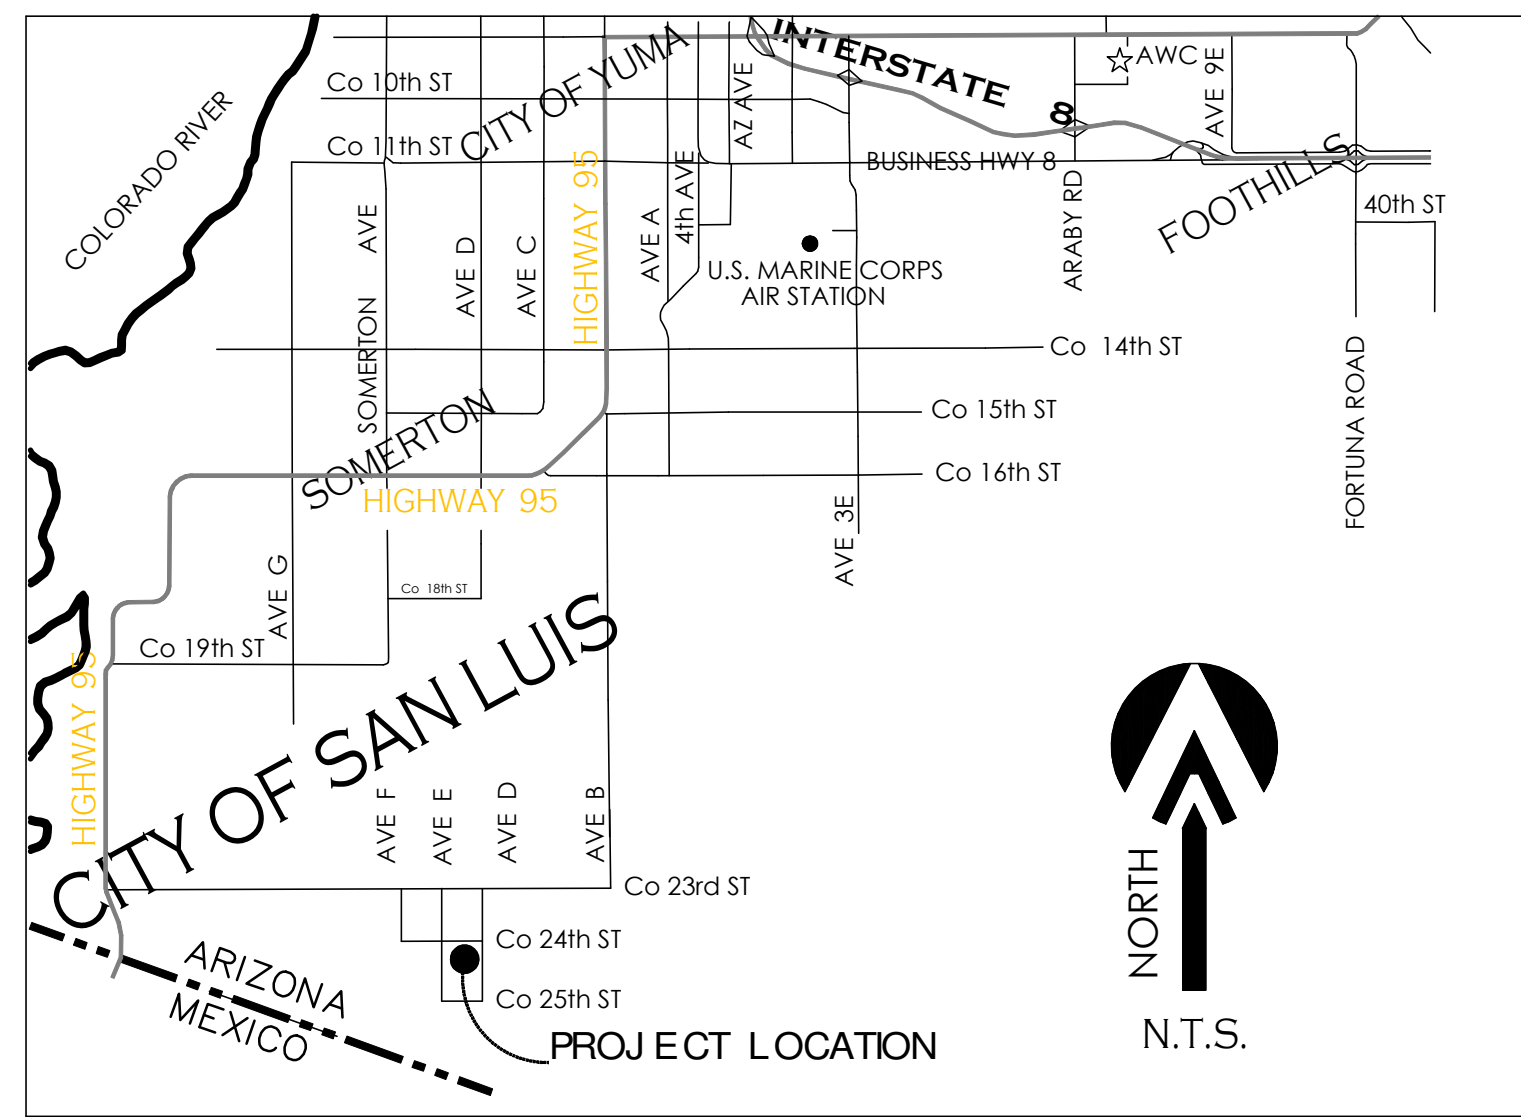 INTERSTATE 8
CITY OF YUMA
AWC
AVE 9E
AZ AVE
Co 10th ST
COLORADO RIVER
Co 11th ST
BUSINESS HWY 8
HIGHWAY 95
4th AVE
FOOTHILLS
40th ST
SOMERTON AVE
AVE D
AVE C
AVE A
ARABY RD
U.S. MARINE CORPS
AIR STATION
Co 14th ST
FORTUNA ROAD
Co 15th ST
SOMERTON
Co 16th ST
HIGHWAY 95
AVE 3E
AVE G
Co 18th ST
Co 19th ST
HIGHWAY 95
CITY OF SAN LUIS
AVE F
AVE E
AVE D
AVE B
Co 23rd ST
Co 24th ST
Co 25th ST
ARIZONA
MEXICO
PROJECT LOCATION
NORTH
N.T.S.